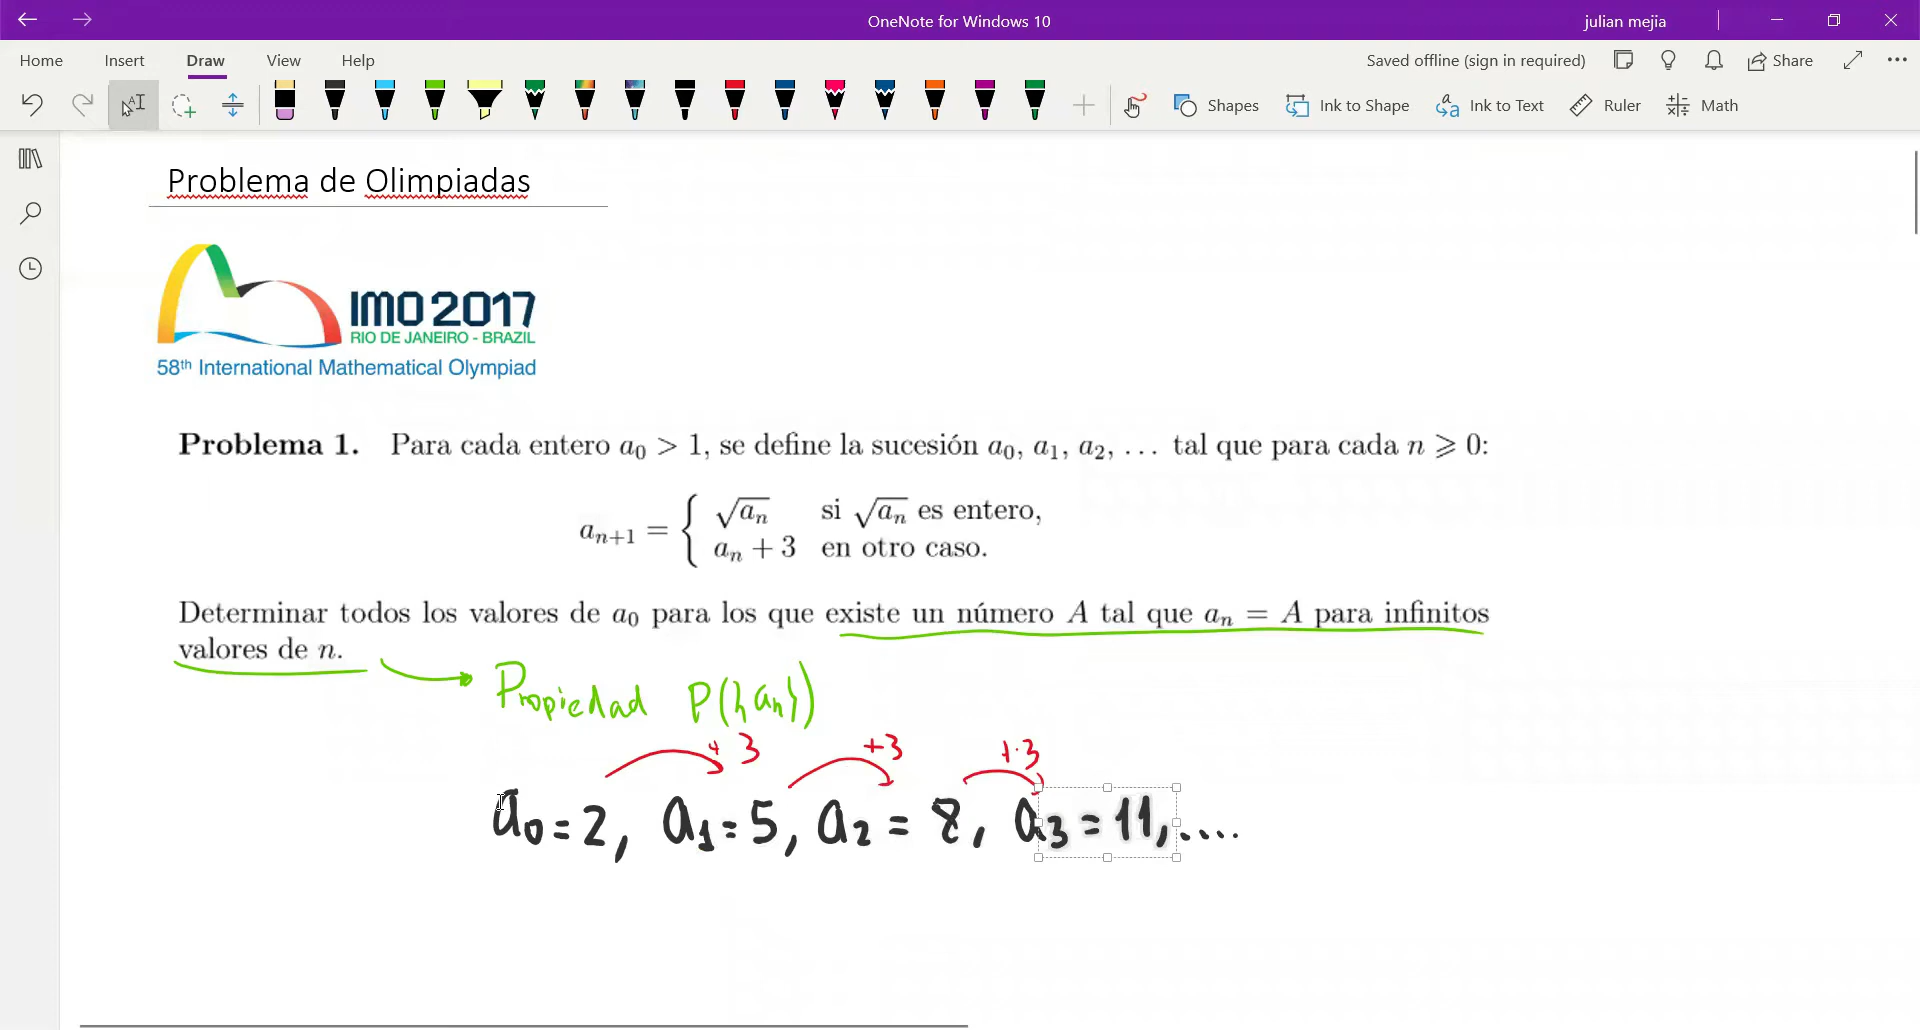 OneNote for Windows 10
julian mejia
Home Insert Draw View Help
Saved offline (sign in required) Share
Shapes Ink to Shape Ink to Text Ruler Math
Problema de Olimpiadas
IMO 2017
RIO DE JANEIRO - BRAZIL
58th International Mathematical Olympiad
Problema 1. Para cada entero a₀ > 1, se define la sucesión a₀, a₁, a₂, … tal que para cada n ⩾ 0:
√aₙ si √aₙ es entero,
aₙ₊₁ = {
aₙ + 3 en otro caso.
Determinar todos los valores de a₀ para los que existe un número A tal que aₙ = A para infinitos
valores de n.
Propiedad P({aₙ})
+3 +3 +3
a₀=2, a₁=5, a₂=8, a₃=11,....